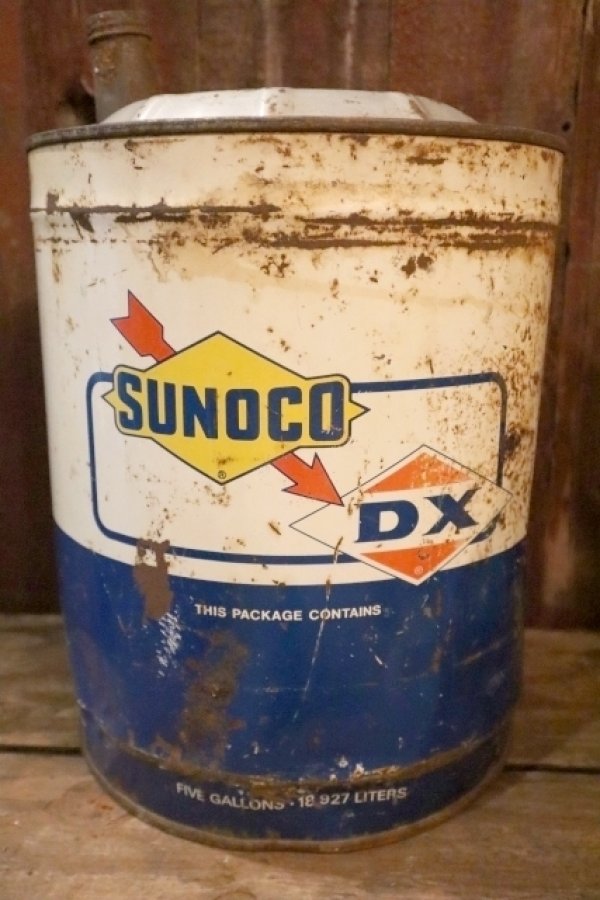 SUNOCO
®
DX
®
THIS PACKAGE CONTAINS
FIVE GALLONS · 18 927 LITERS